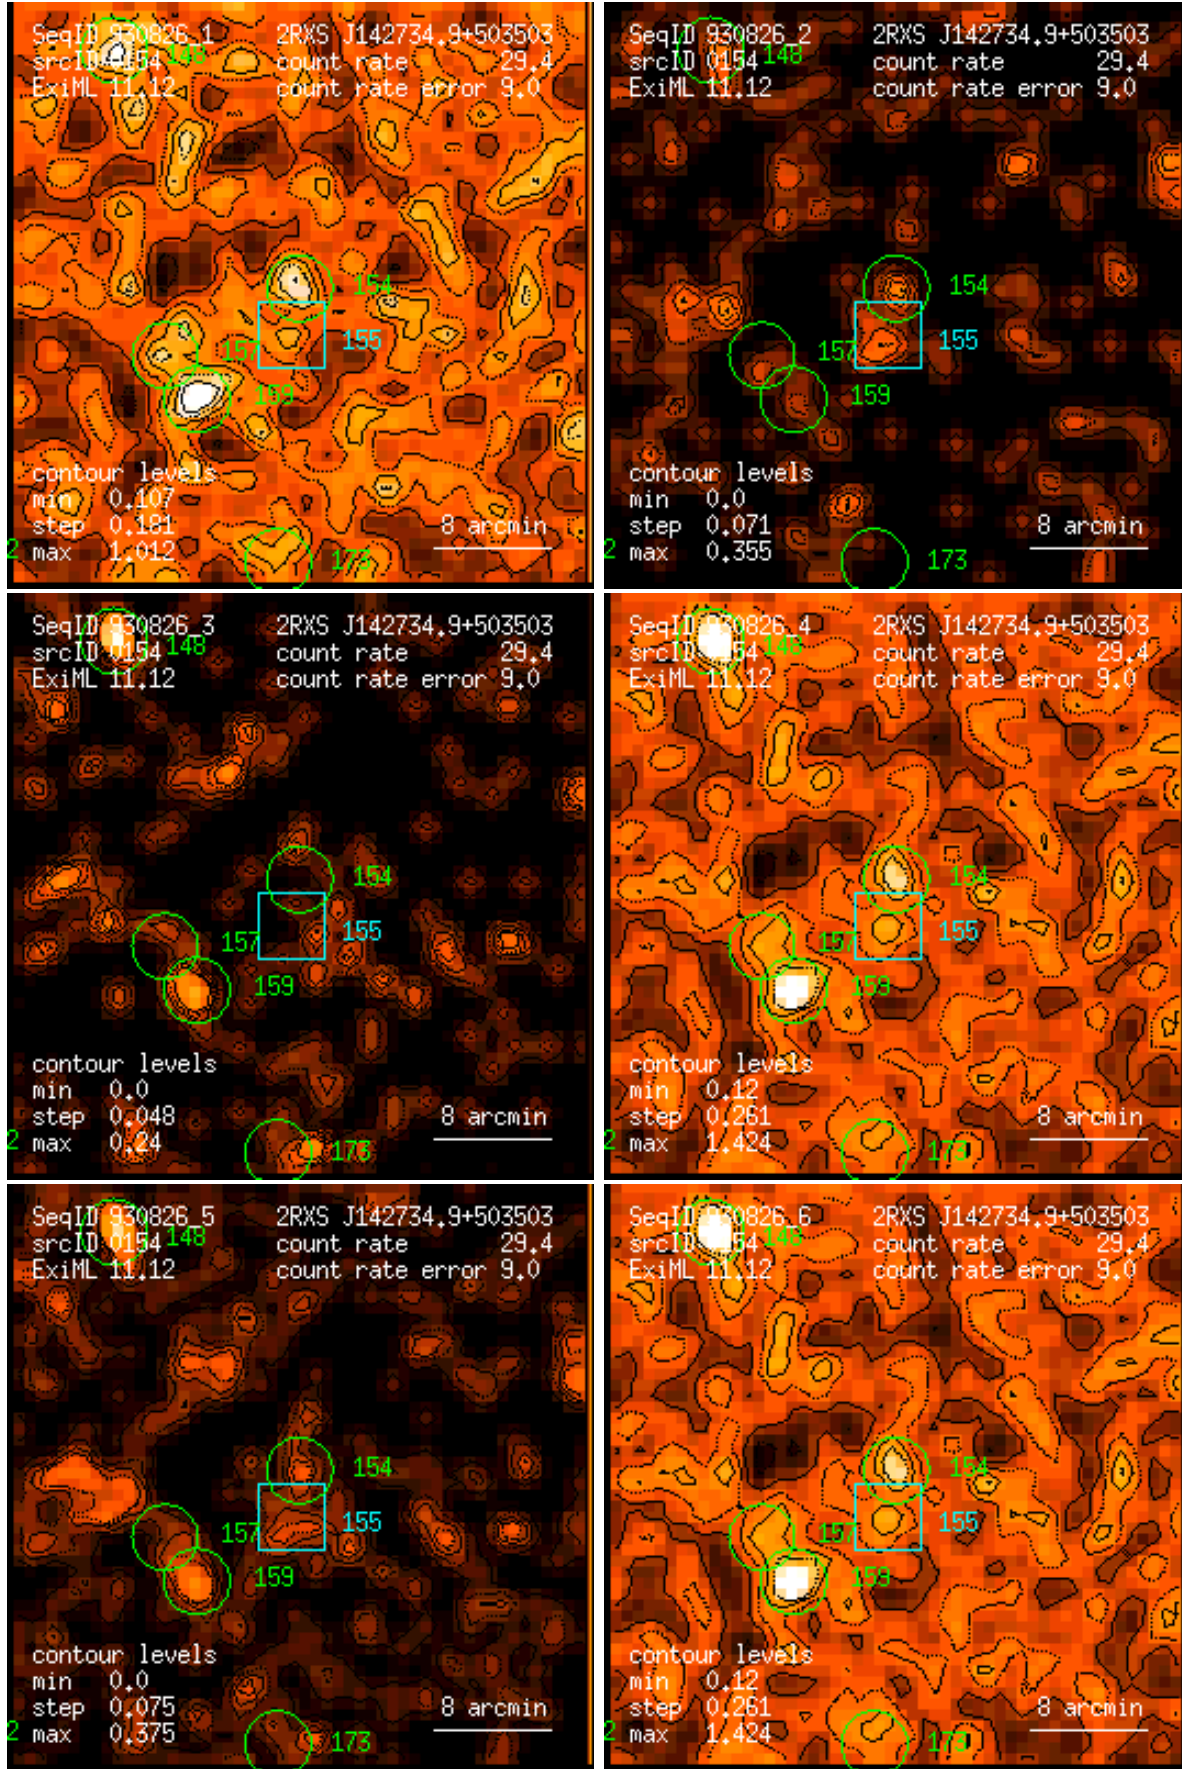 SeqID 930826_1 2RXS J142734.9+503503
srcID 0154 148 count rate 29.4
ExiML 11.12 count rate error 9.0
154
155
157
159
contour levels
min 0.107
step 0.181
max 1.012
8 arcmin
173
SeqID 930826_2 2RXS J142734.9+503503
srcID 0154 148 count rate 29.4
ExiML 11.12 count rate error 9.0
154
155
157
159
contour levels
min 0.0
step 0.071
max 0.355
8 arcmin
2
173
SeqID 930826_3 2RXS J142734.9+503503
srcID 0154 148 count rate 29.4
ExiML 11.12 count rate error 9.0
154
155
157
159
contour levels
min 0.0
step 0.048
max 0.24
8 arcmin
2
173
SeqID 930826_4 2RXS J142734.9+503503
srcID 0154 148 count rate 29.4
ExiML 11.12 count rate error 9.0
154
155
157
159
contour levels
min 0.12
step 0.261
max 1.424
8 arcmin
2
173
SeqID 930826_5 2RXS J142734.9+503503
srcID 0154 148 count rate 29.4
ExiML 11.12 count rate error 9.0
154
155
157
159
contour levels
min 0.0
step 0.075
max 0.375
8 arcmin
2
173
SeqID 930826_6 2RXS J142734.9+503503
srcID 0154 148 count rate 29.4
ExiML 11.12 count rate error 9.0
154
155
157
159
contour levels
min 0.12
step 0.261
max 1.424
8 arcmin
2
173